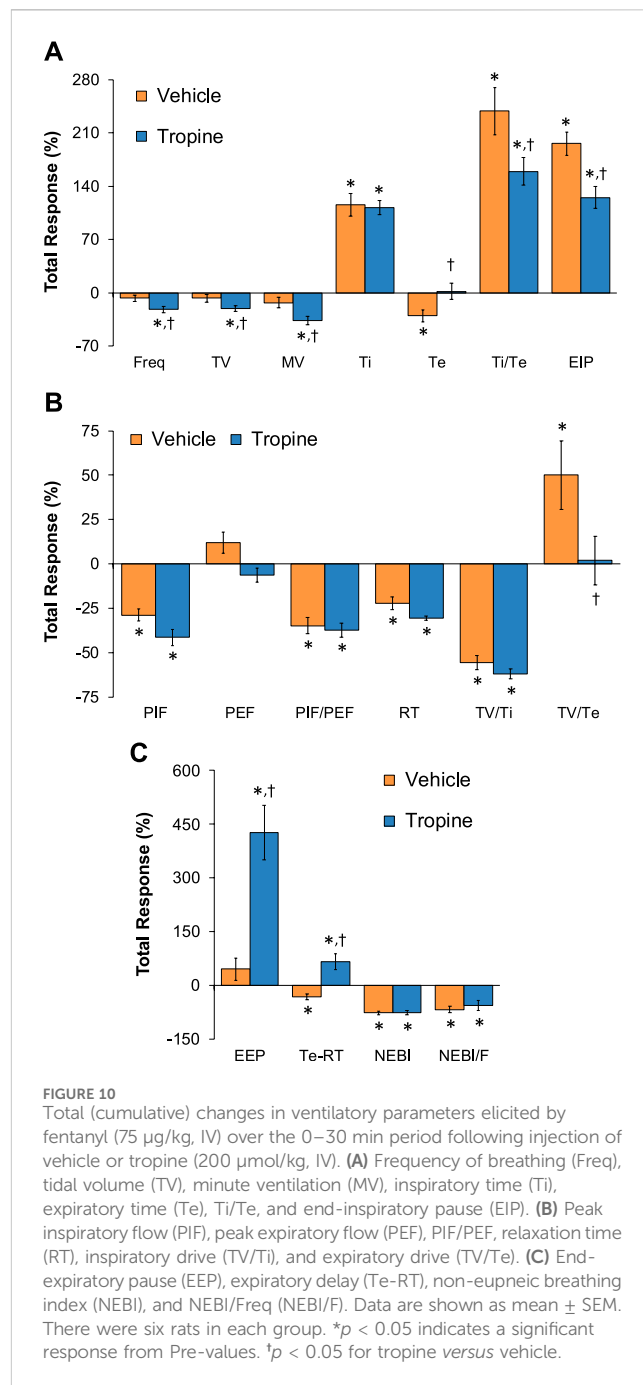 A
280
Vehicle
Tropine
210
140
70
0
-70
Total Response (%)
*
*,†
*
*,†
*
*
†
*,†
*,†
*,†
*
Freq TV MV Ti Te Ti/Te EIP
B
75
Vehicle Tropine
50
25
0
-25
-50
-75
Total Response (%)
*
†
* * * * * * * *
PIF PEF PIF/PEF RT TV/Ti TV/Te
C
600
Vehicle
Tropine
450
300
150
0
-150
Total Response (%)
*,†
*,†
* * * * *
EEP Te-RT NEBI NEBI/F
FIGURE 10
Total (cumulative) changes in ventilatory parameters elicited by
fentanyl (75 µg/kg, IV) over the 0–30 min period following injection of
vehicle or tropine (200 µmol/kg, IV). (A) Frequency of breathing (Freq),
tidal volume (TV), minute ventilation (MV), inspiratory time (Ti),
expiratory time (Te), Ti/Te, and end-inspiratory pause (EIP). (B) Peak
inspiratory flow (PIF), peak expiratory flow (PEF), PIF/PEF, relaxation time
(RT), inspiratory drive (TV/Ti), and expiratory drive (TV/Te). (C) End-
expiratory pause (EEP), expiratory delay (Te-RT), non-eupneic breathing
index (NEBI), and NEBI/Freq (NEBI/F). Data are shown as mean ± SEM.
There were six rats in each group. *p < 0.05 indicates a significant
response from Pre-values. †p < 0.05 for tropine versus vehicle.